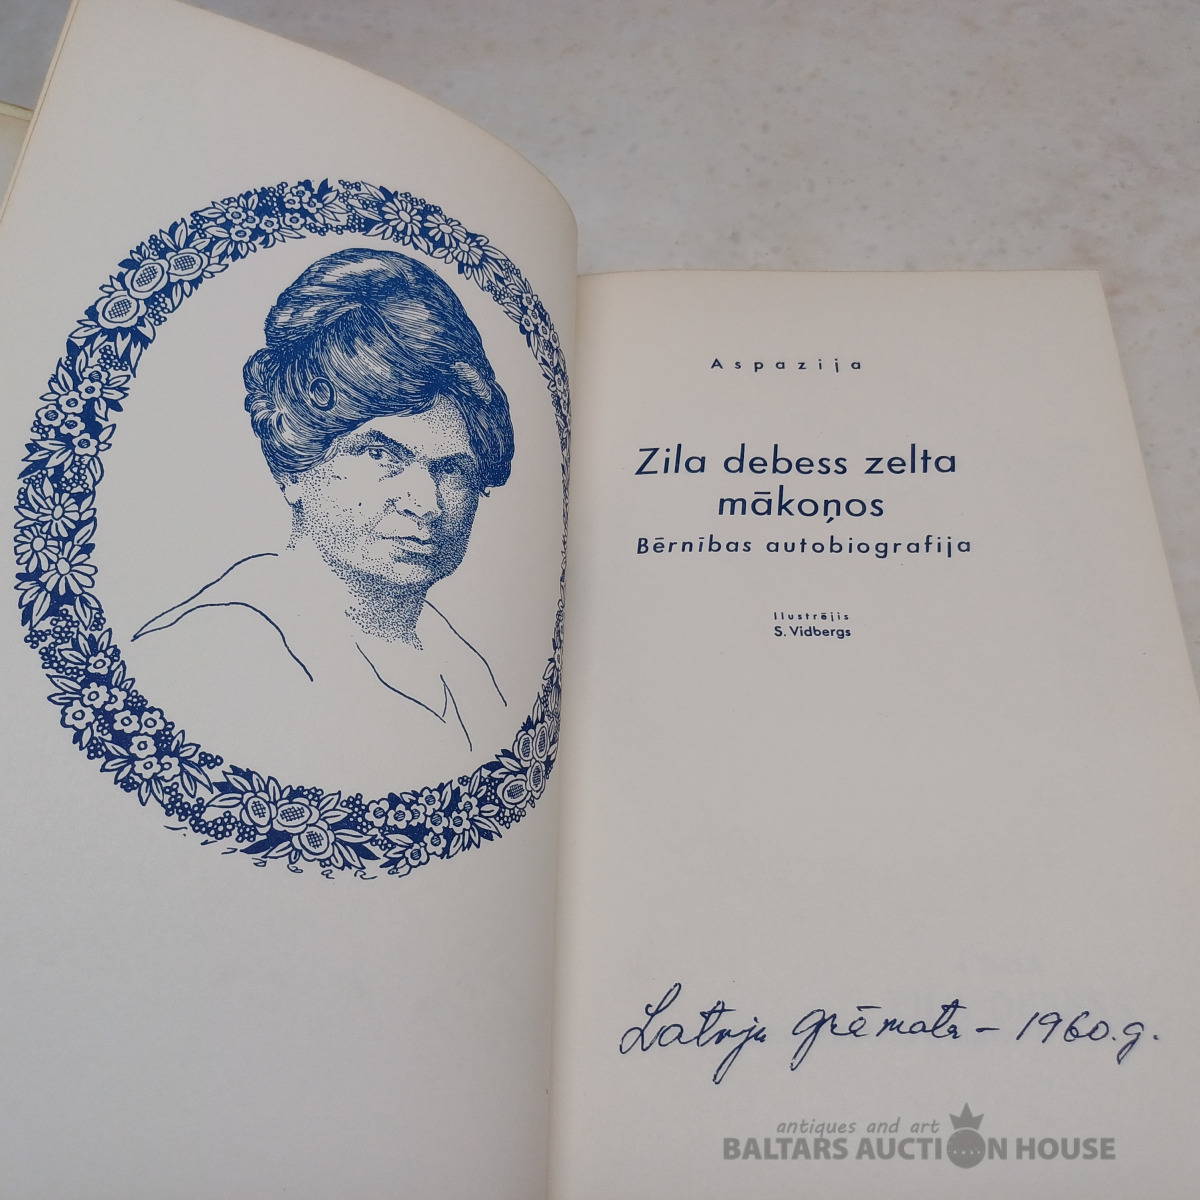 Aspazija
Zila debess zelta
mākoņos
Bērnības autobiografija
Ilustrējis
S. Vidbergs
Latvju grāmata – 1960. g.
antiques and art
BALTARS AUCTION HOUSE